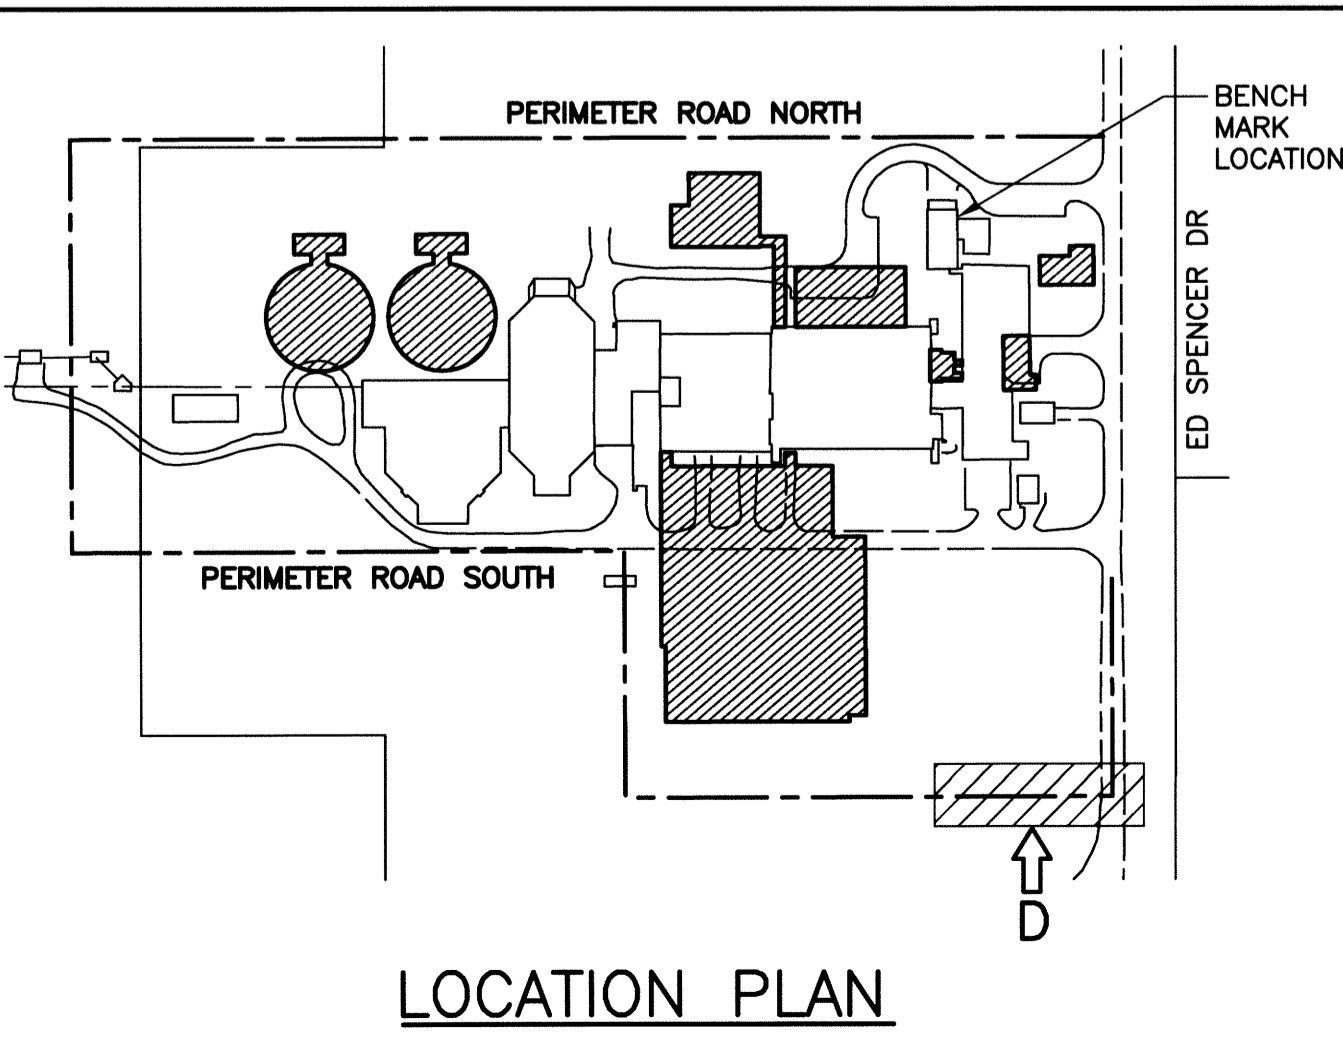 PERIMETER ROAD NORTH
BENCH
MARK
LOCATION
ED SPENCER DR
PERIMETER ROAD SOUTH
D
LOCATION PLAN